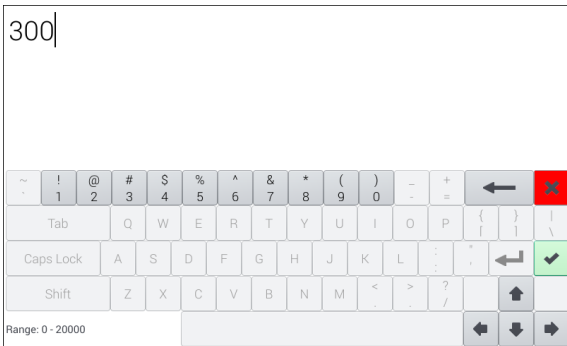 300
~ ! @ # $ % ^ & * ( ) _ +
` 1 2 3 4 5 6 7 8 9 0 - =
Tab Q W E R T Y U I O P { } |
[ ] \
Caps Lock A S D F G H J K L : "
; '
Shift Z X C V B N M < > ?
, . /
Range: 0 - 20000